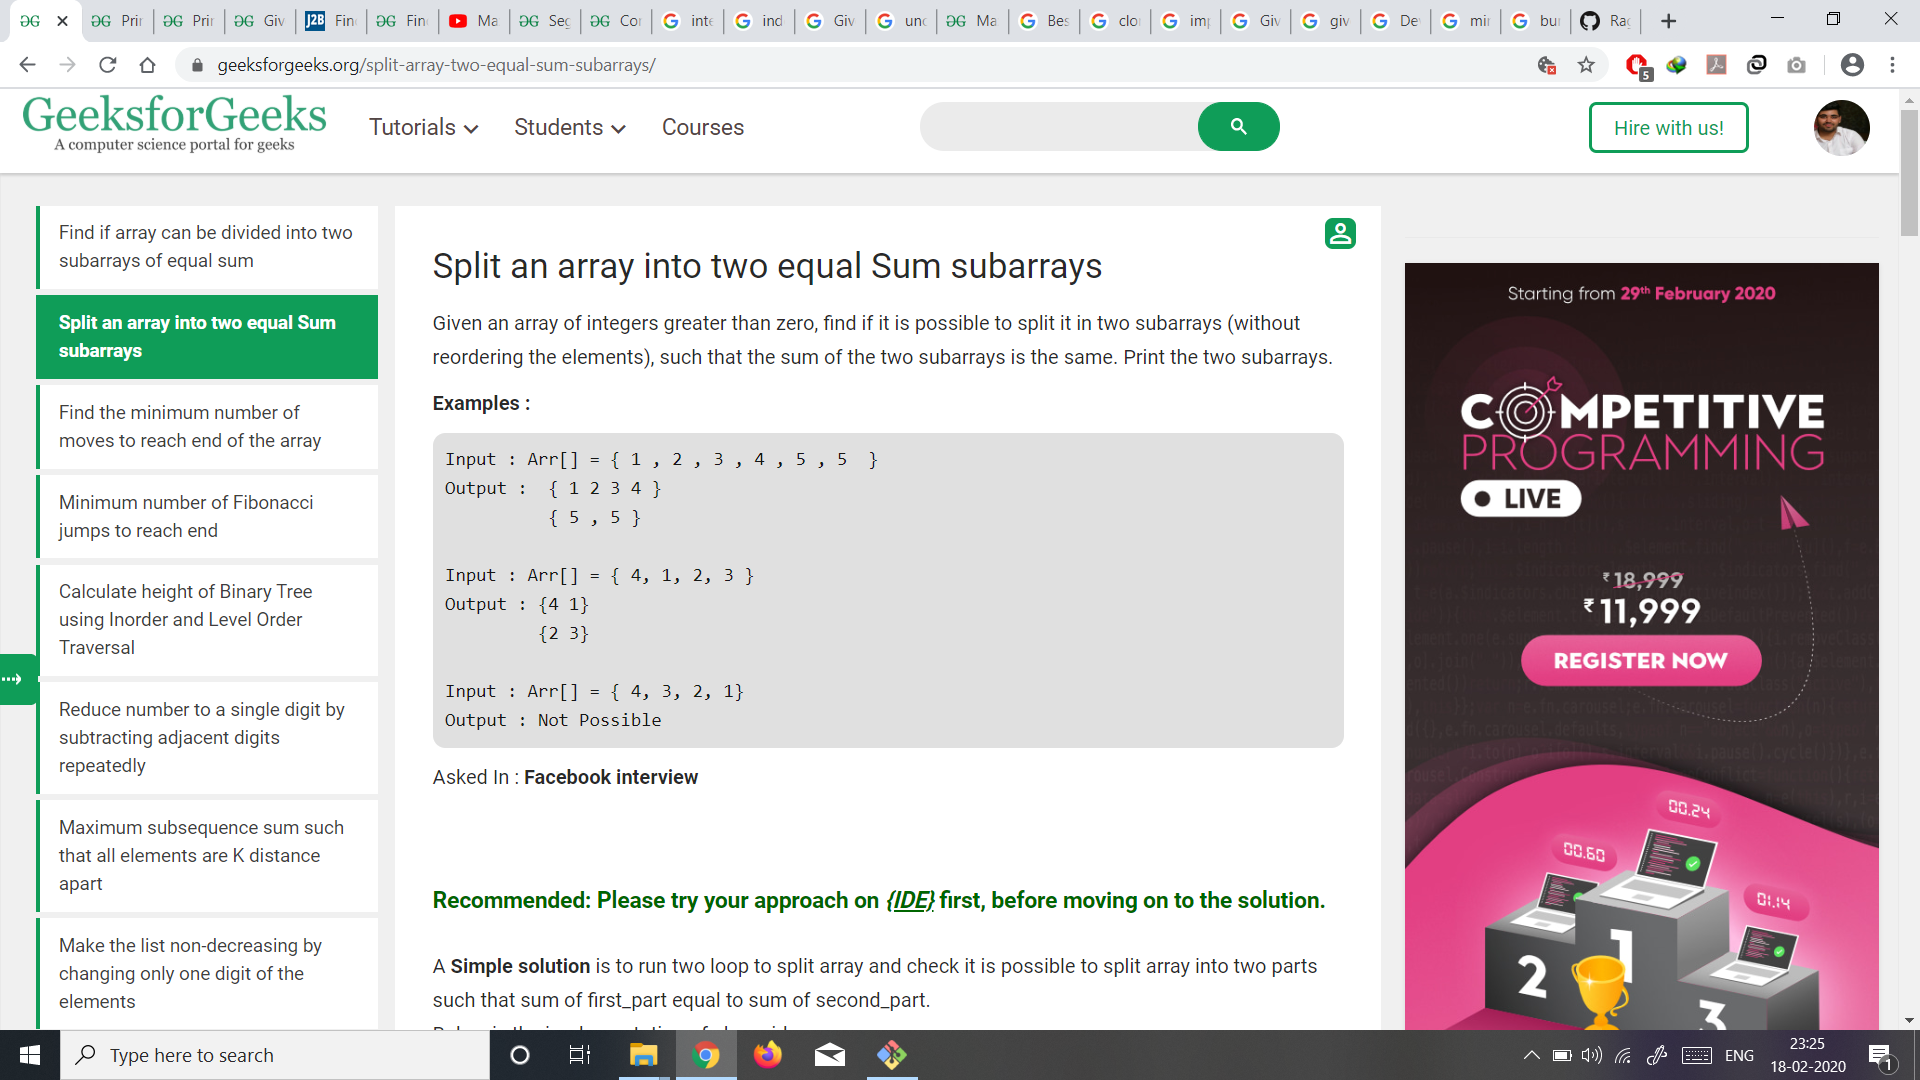 Prin
Prin
Giv
J2B Fin
Fin
Ma
Seg
Cor
inte
ind
Giv
unc
Ma
Bes
clo
imp
Giv
giv
De
min
bu
Rag
geeksforgeeks.org/split-array-two-equal-sum-subarrays/
5
GeeksforGeeks
A computer science portal for geeks
Tutorials
Students
Courses
Hire with us!
Find if array can be divided into two
subarrays of equal sum
Split an array into two equal Sum
subarrays
Find the minimum number of
moves to reach end of the array
Minimum number of Fibonacci
jumps to reach end
Calculate height of Binary Tree
using Inorder and Level Order
Traversal
Reduce number to a single digit by
subtracting adjacent digits
repeatedly
Maximum subsequence sum such
that all elements are K distance
apart
Make the list non-decreasing by
changing only one digit of the
elements
Split an array into two equal Sum subarrays
Given an array of integers greater than zero, find if it is possible to split it in two subarrays (without
reordering the elements), such that the sum of the two subarrays is the same. Print the two subarrays.
Examples :
Input : Arr[] = { 1 , 2 , 3 , 4 , 5 , 5  }
Output :  { 1 2 3 4 }
{ 5 , 5 }
Input : Arr[] = { 4, 1, 2, 3 }
Output : {4 1}
{2 3}
Input : Arr[] = { 4, 3, 2, 1}
Output : Not Possible
Asked In : Facebook interview
Recommended: Please try your approach on {IDE} first, before moving on to the solution.
A Simple solution is to run two loop to split array and check it is possible to split array into two parts
such that sum of first_part equal to sum of second_part.
Starting from 29th February 2020
COMPETITIVE
PROGRAMMING
LIVE
₹18,999
₹11,999
REGISTER NOW
00.24
00.60
01.14
1
2
3
Type here to search
ENG
23:25
18-02-2020
1